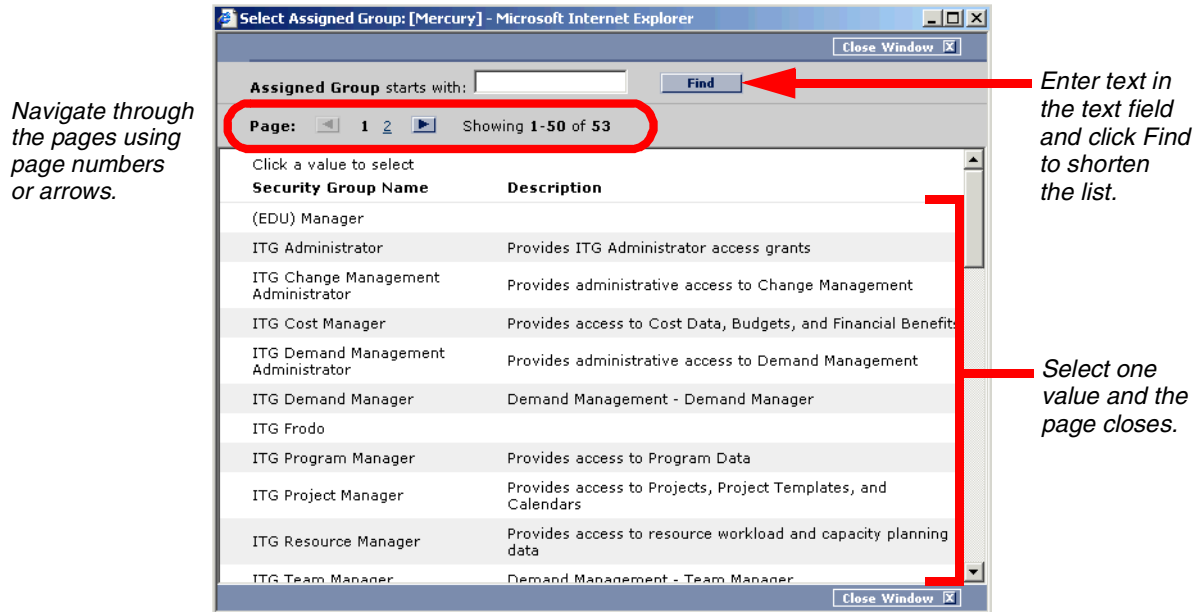 Select Assigned Group: [Mercury] - Microsoft Internet Explorer
Close Window
Assigned Group starts with:
Find
Page: 1 2 Showing 1-50 of 53
Click a value to select
Security Group Name Description
(EDU) Manager
ITG Administrator Provides ITG Administrator access grants
ITG Change Management
Administrator
Provides administrative access to Change Management
ITG Cost Manager Provides access to Cost Data, Budgets, and Financial Benefits
ITG Demand Management
Administrator
Provides administrative access to Demand Management
ITG Demand Manager Demand Management - Demand Manager
ITG Frodo
ITG Program Manager Provides access to Program Data
ITG Project Manager
Provides access to Projects, Project Templates, and
Calendars
ITG Resource Manager
Provides access to resource workload and capacity planning
data
ITG Team Manager Demand Management - Team Manager
Close Window
Navigate through
the pages using
page numbers
or arrows.
Enter text in
the text field
and click Find
to shorten
the list.
Select one
value and the
page closes.